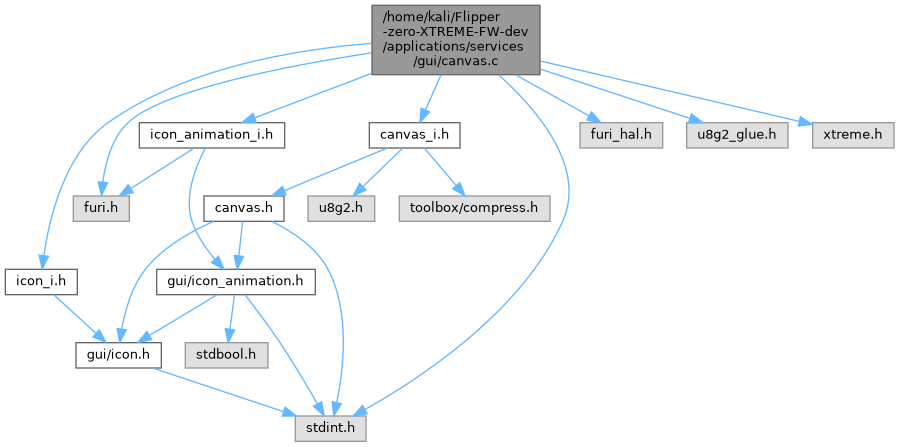 /home/kali/Flipper
-zero-XTREME-FW-dev
/applications/services
/gui/canvas.c
icon_animation_i.h
canvas_i.h
furi_hal.h
u8g2_glue.h
xtreme.h
furi.h
canvas.h
u8g2.h
toolbox/compress.h
icon_i.h
gui/icon_animation.h
gui/icon.h
stdbool.h
stdint.h